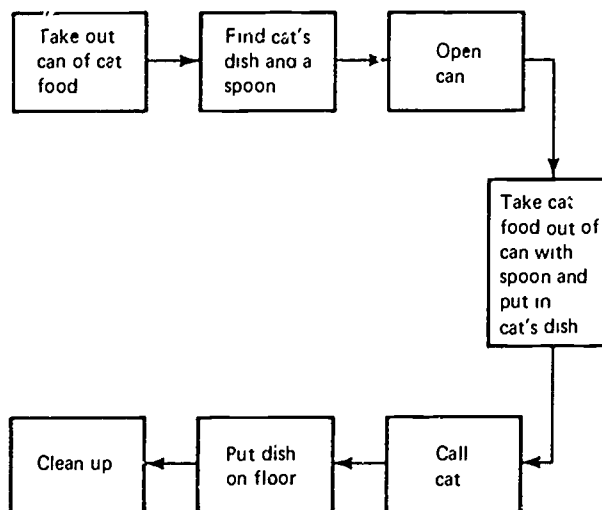 Take out
can of cat
food
Find cat's
dish and a
spoon
Open
can
Take cat
food out of
can with
spoon and
put in
cat's dish
Call
cat
Put dish
on floor
Clean up